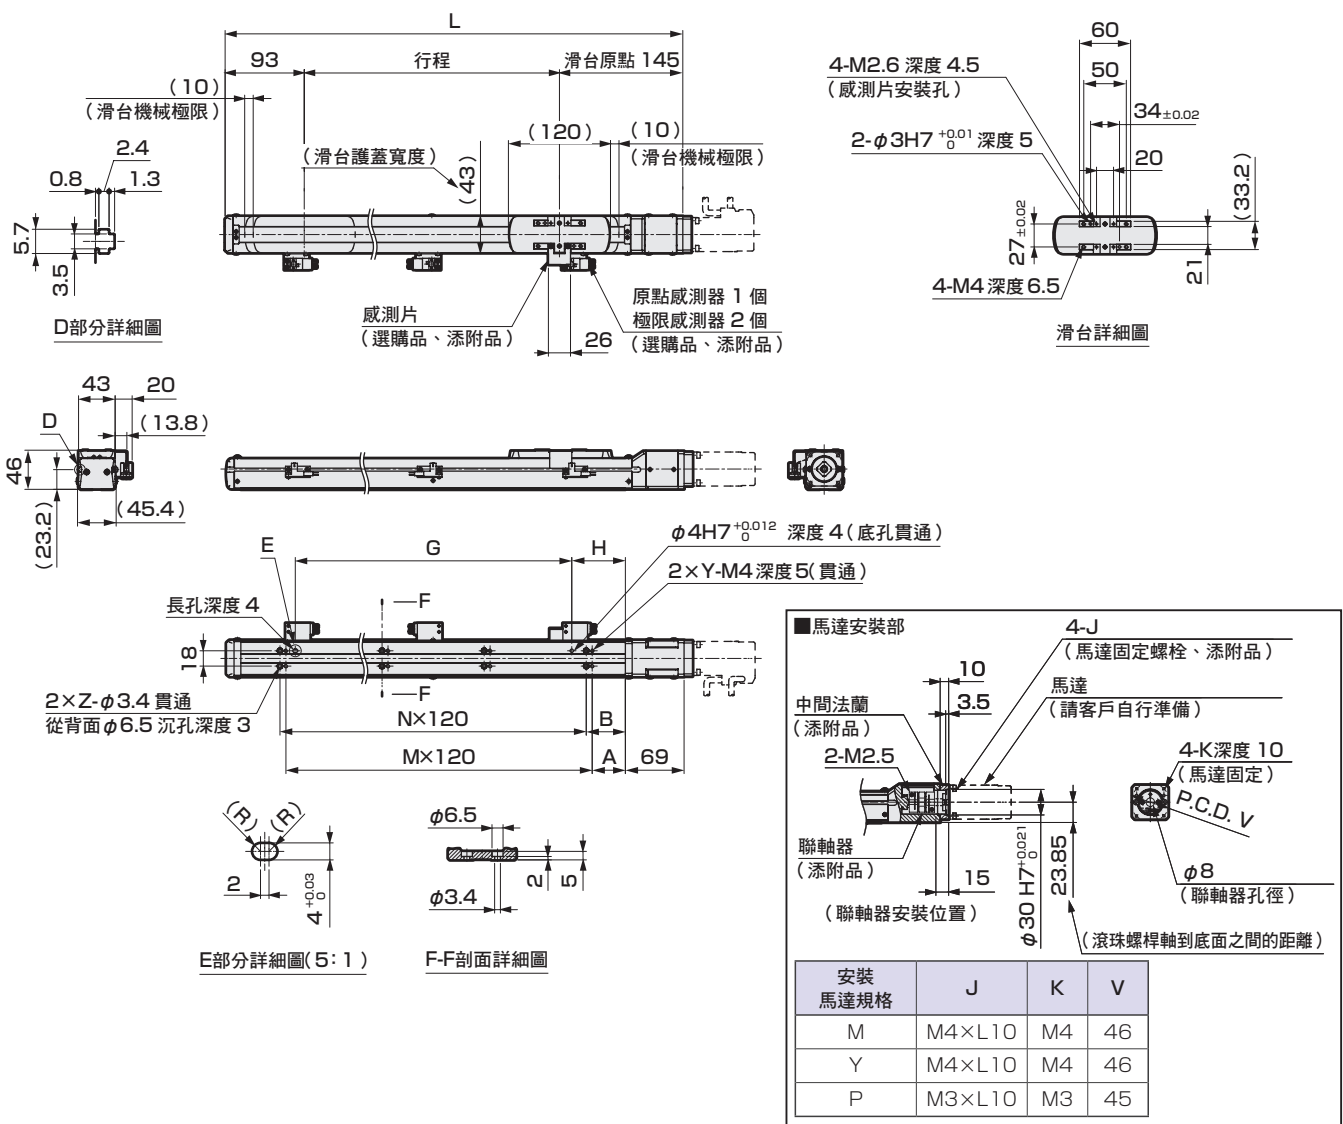 L
93
行程
滑台原點 145
(10)
(滑台機械極限)
(120)
(10)
(滑台護蓋寬度)
(43)
(滑台機械極限)
2.4
0.8
1.3
5.7
3.5
D部分詳細圖
感測片
(選購品、添附品)
26
原點感測器 1 個
極限感測器 2 個
(選購品、添附品)
60
4-M2.6 深度 4.5
(感測片安裝孔)
50
34±0.02
2-φ3H7 +0.01 0 深度 5
20
27±0.02
(33.2)
21
4-M4 深度 6.5
滑台詳細圖
43
20
D
(13.8)
46
(23.2)
(45.4)
φ4H7 +0.012 0 深度 4(底孔貫通)
E
G
H
2×Y-M4 深度 5(貫通)
F
長孔深度 4
18
F
2×Z-φ3.4 貫通
從背面φ6.5 沉孔深度 3
N×120
B
M×120
A
69
(R)
(R)
2
4 +0.03 0
E部分詳細圖(5:1)
φ6.5
φ3.4
2
5
F-F剖面詳細圖
■馬達安裝部
4-J
(馬達固定螺栓、添附品)
10
中間法蘭
(添附品)
3.5
馬達
(請客戶自行準備)
2-M2.5
4-K深度 10
(馬達固定)
P.C.D. V
聯軸器
(添附品)
15
(聯軸器安裝位置)
φ30 H7 +0.021 0
23.85
φ8
(聯軸器孔徑)
(滾珠螺桿軸到底面之間的距離)
安裝
馬達規格 J K V
M M4×L10 M4 46
Y M4×L10 M4 46
P M3×L10 M3 45